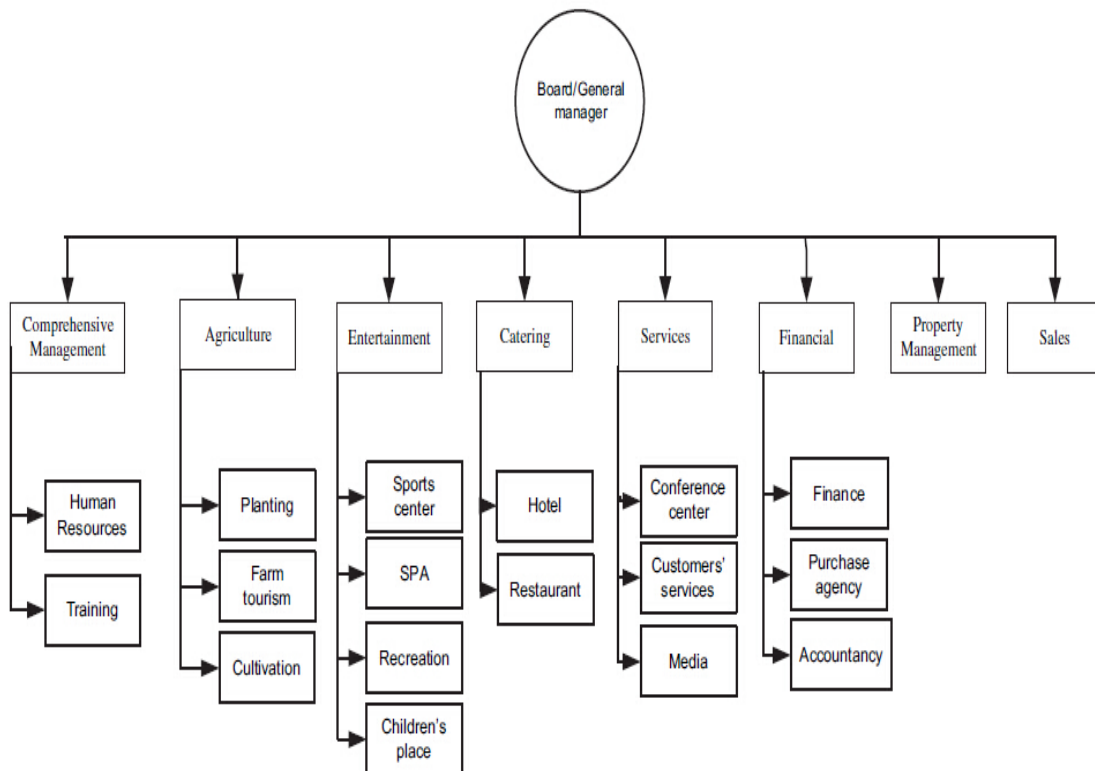 Board/General
manager
Comprehensive
Management
Agriculture
Entertainment
Catering
Services
Financial
Property
Management
Sales
Human
Resources
Training
Planting
Farm
tourism
Cultivation
Sports
center
SPA
Recreation
Children's
place
Hotel
Restaurant
Conference
center
Customers'
services
Media
Finance
Purchase
agency
Accountancy